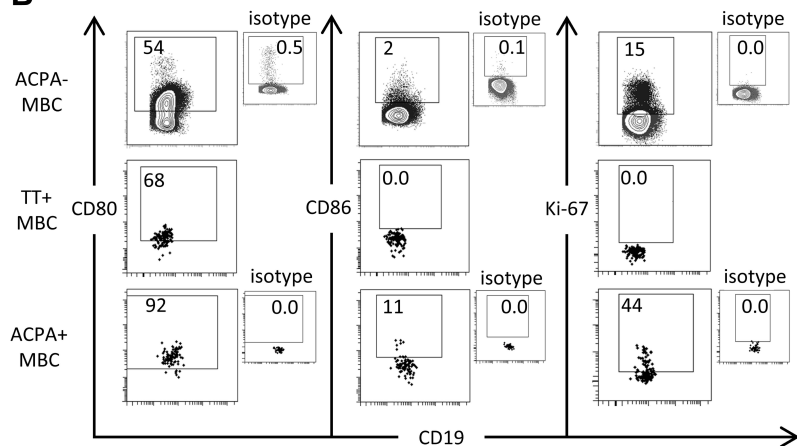 B
isotype
isotype
isotype
54
0.5
2
0.1
15
0.0
ACPA-
MBC
68
0.0
0.0
TT+
MBC
CD80
CD86
Ki-67
isotype
isotype
isotype
92
0.0
11
0.0
44
0.0
ACPA+
MBC
CD19